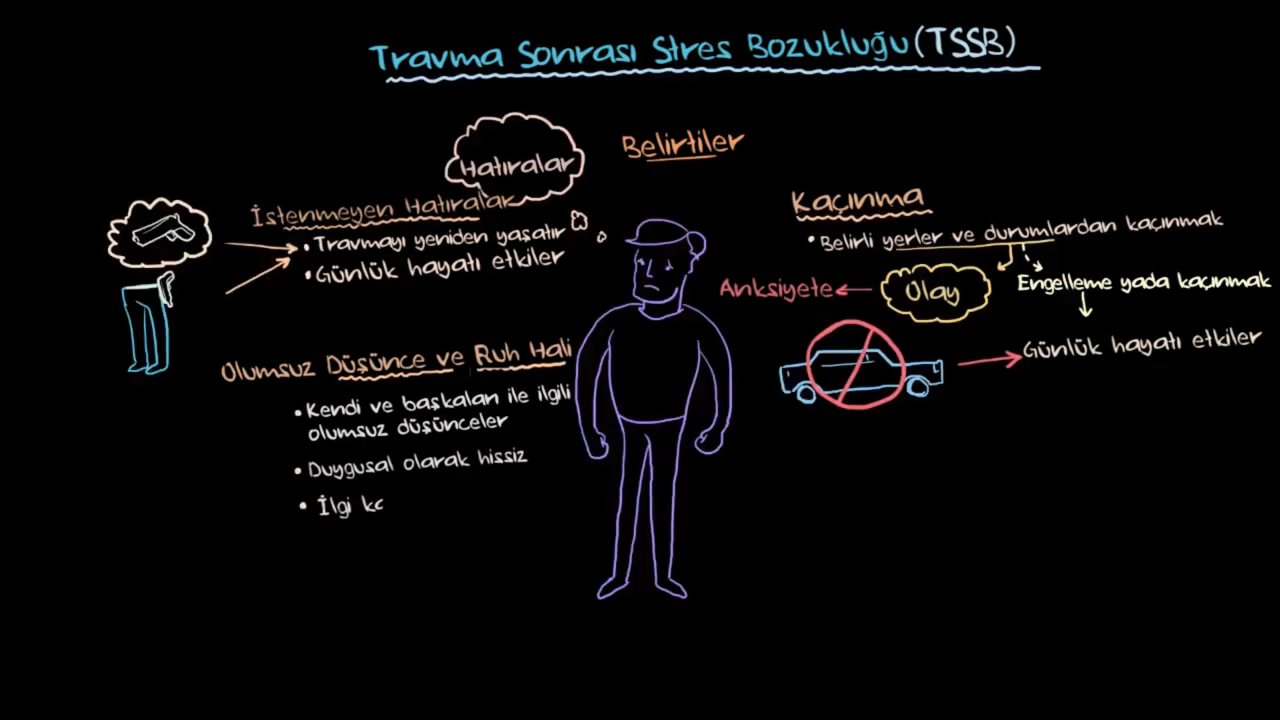 Travma Sonrası Stres Bozukluğu (TSSB)
Belirtiler
Hatıralar
İstenmeyen Hatıralar
• Travmayı yeniden yaşatır
• Günlük hayatı etkiler
Olumsuz Düşünce ve Ruh Hali
• Kendi ve başkaları ile ilgili
olumsuz düşünceler
• Duygusal olarak hissiz
• İlgi kc
Kaçınma
• Belirli yerler ve durumlardan kaçınmak
Anksiyete
Olay
Engelleme yada kaçınmak
Günlük hayatı etkiler